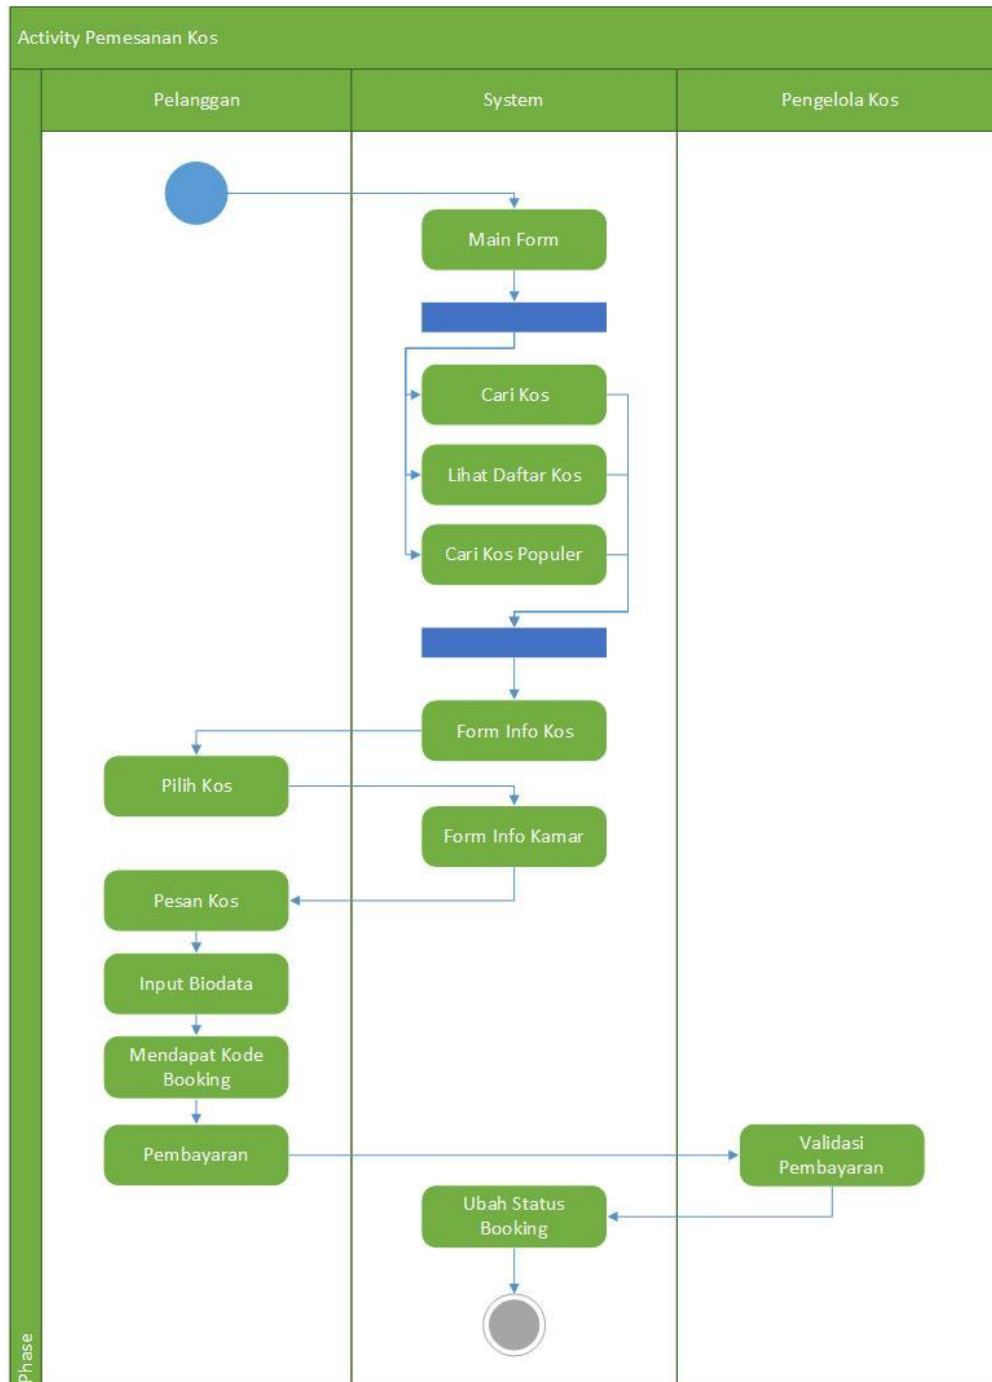 Activity Pemesanan Kos
Pelanggan
System
Pengelola Kos
Main Form
Cari Kos
Lihat Daftar Kos
Cari Kos Populer
Form Info Kos
Pilih Kos
Form Info Kamar
Pesan Kos
Input Biodata
Mendapat Kode
Booking
Pembayaran
Validasi
Pembayaran
Ubah Status
Booking
Phase